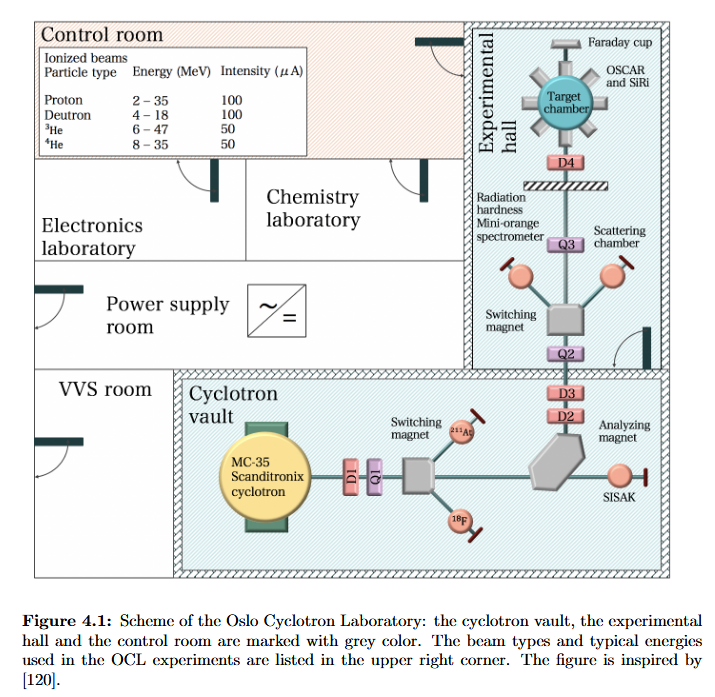 Control room
Ionized beams
Particle type Energy (MeV) Intensity (μA)
Proton 2 – 35 100
Deutron 4 – 18 100
³He 6 – 47 50
⁴He 8 – 35 50
Experimental
hall
Faraday cup
OSCAR
and SiRi
Target
chamber
D4
Radiation
hardness
Mini-orange
spectrometer
Q3
Scattering
chamber
Switching
magnet
Q2
Electronics
laboratory
Chemistry
laboratory
Power supply
room
~
=
VVS room
Cyclotron
vault
D3
D2
Analyzing
magnet
Switching
magnet
²¹¹At
MC-35
Scanditronix
cyclotron
D1
Q1
¹⁸F
SISAK
Figure 4.1: Scheme of the Oslo Cyclotron Laboratory: the cyclotron vault, the experimental
hall and the control room are marked with grey color. The beam types and typical energies
used in the OCL experiments are listed in the upper right corner. The figure is inspired by
[120].